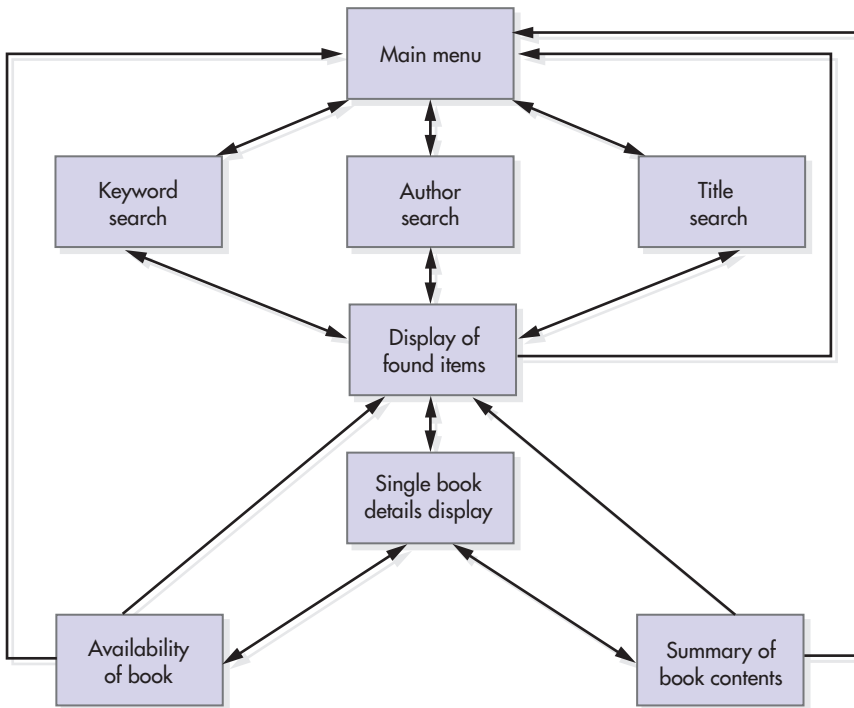 Main menu
Keyword
search
Author
search
Title
search
Display of
found items
Single book
details display
Availability
of book
Summary of
book contents